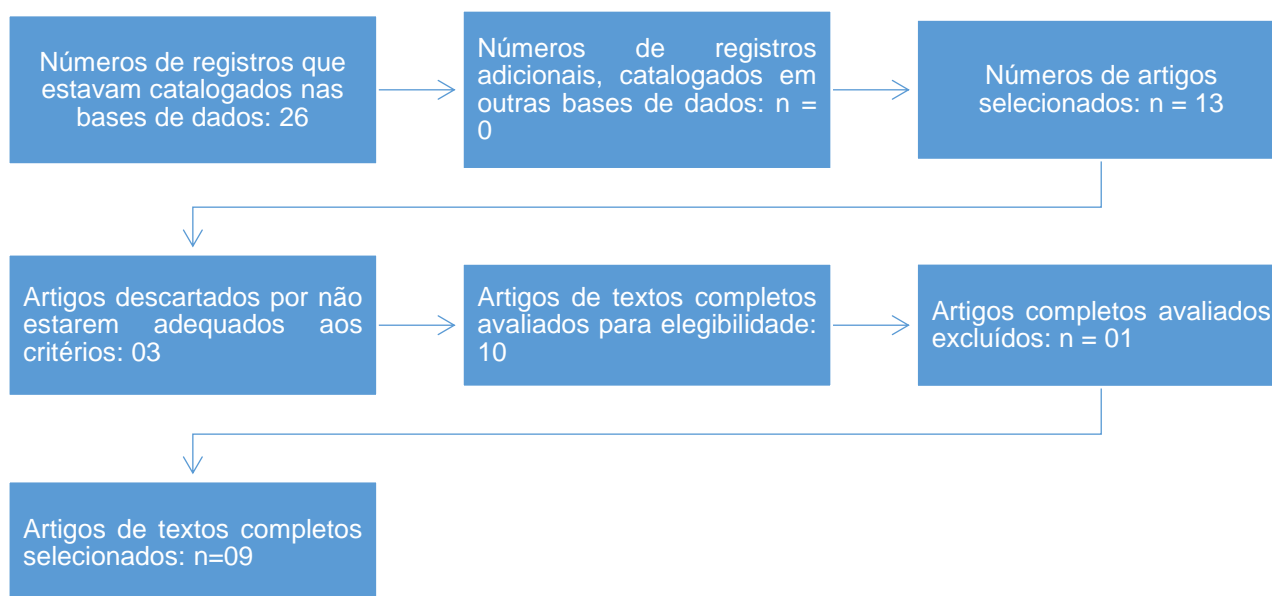 Números de registros que
estavam catalogados nas
bases de dados: 26
Números de registros
adicionais, catalogados em
outras bases de dados: n =
0
Números de artigos
selecionados: n = 13
Artigos descartados por não
estarem adequados aos
critérios: 03
Artigos de textos completos
avaliados para elegibilidade:
10
Artigos completos avaliados
excluídos: n = 01
Artigos de textos completos
selecionados: n=09